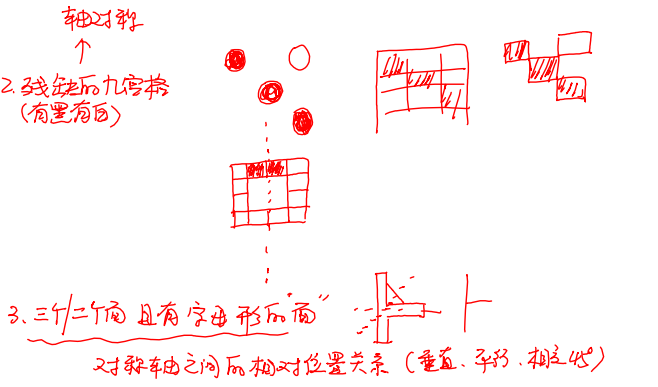 轴对称
2.残缺的九宫格
(有黑有白)
3、三个/二个面 且有字母形的"面"
对称轴之间的相对位置关系(垂直、平行、相交45°)